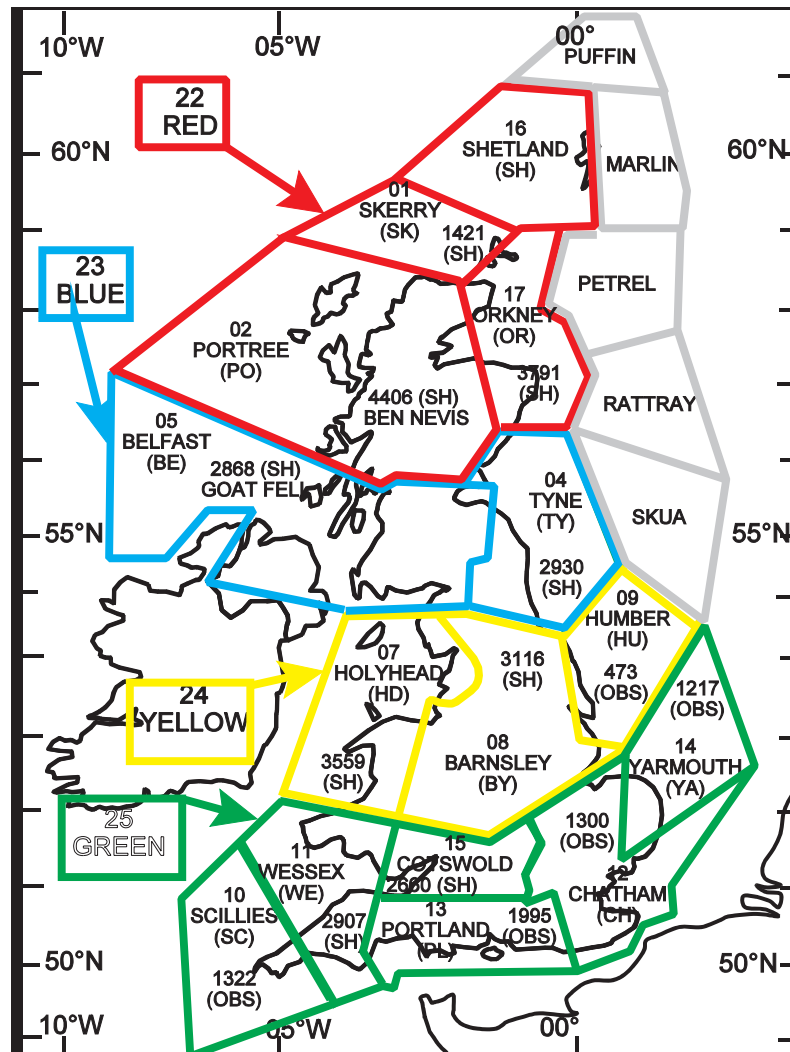 10°W
05°W
00°
PUFFIN
22
RED
16
SHETLAND
(SH)
60°N
60°N
MARLIN
01
SKERRY
(SK)
1421
(SH)
23
BLUE
PETREL
17
ORKNEY
(OR)
02
PORTREE
(PO)
3791
(SH)
4406 (SH)
BEN NEVIS
RATTRAY
05
BELFAST
(BE)
2868 (SH)
GOAT FELL
04
TYNE
(TY)
SKUA
55°N
55°N
2930
(SH)
09
HUMBER
(HU)
07
HOLYHEAD
(HD)
3116
(SH)
473
(OBS)
1217
(OBS)
24
YELLOW
14
YARMOUTH
(YA)
08
BARNSLEY
(BY)
3559
(SH)
25
GREEN
1300
(OBS)
15
COTSWOLD
2660 (SH)
11
WESSEX
(WE)
12
CHATHAM
(CH)
10
SCILLIES
(SC)
13
PORTLAND
(PL)
1995
(OBS)
2907
(SH)
50°N
50°N
1322
(OBS)
10°W
05°W
00°